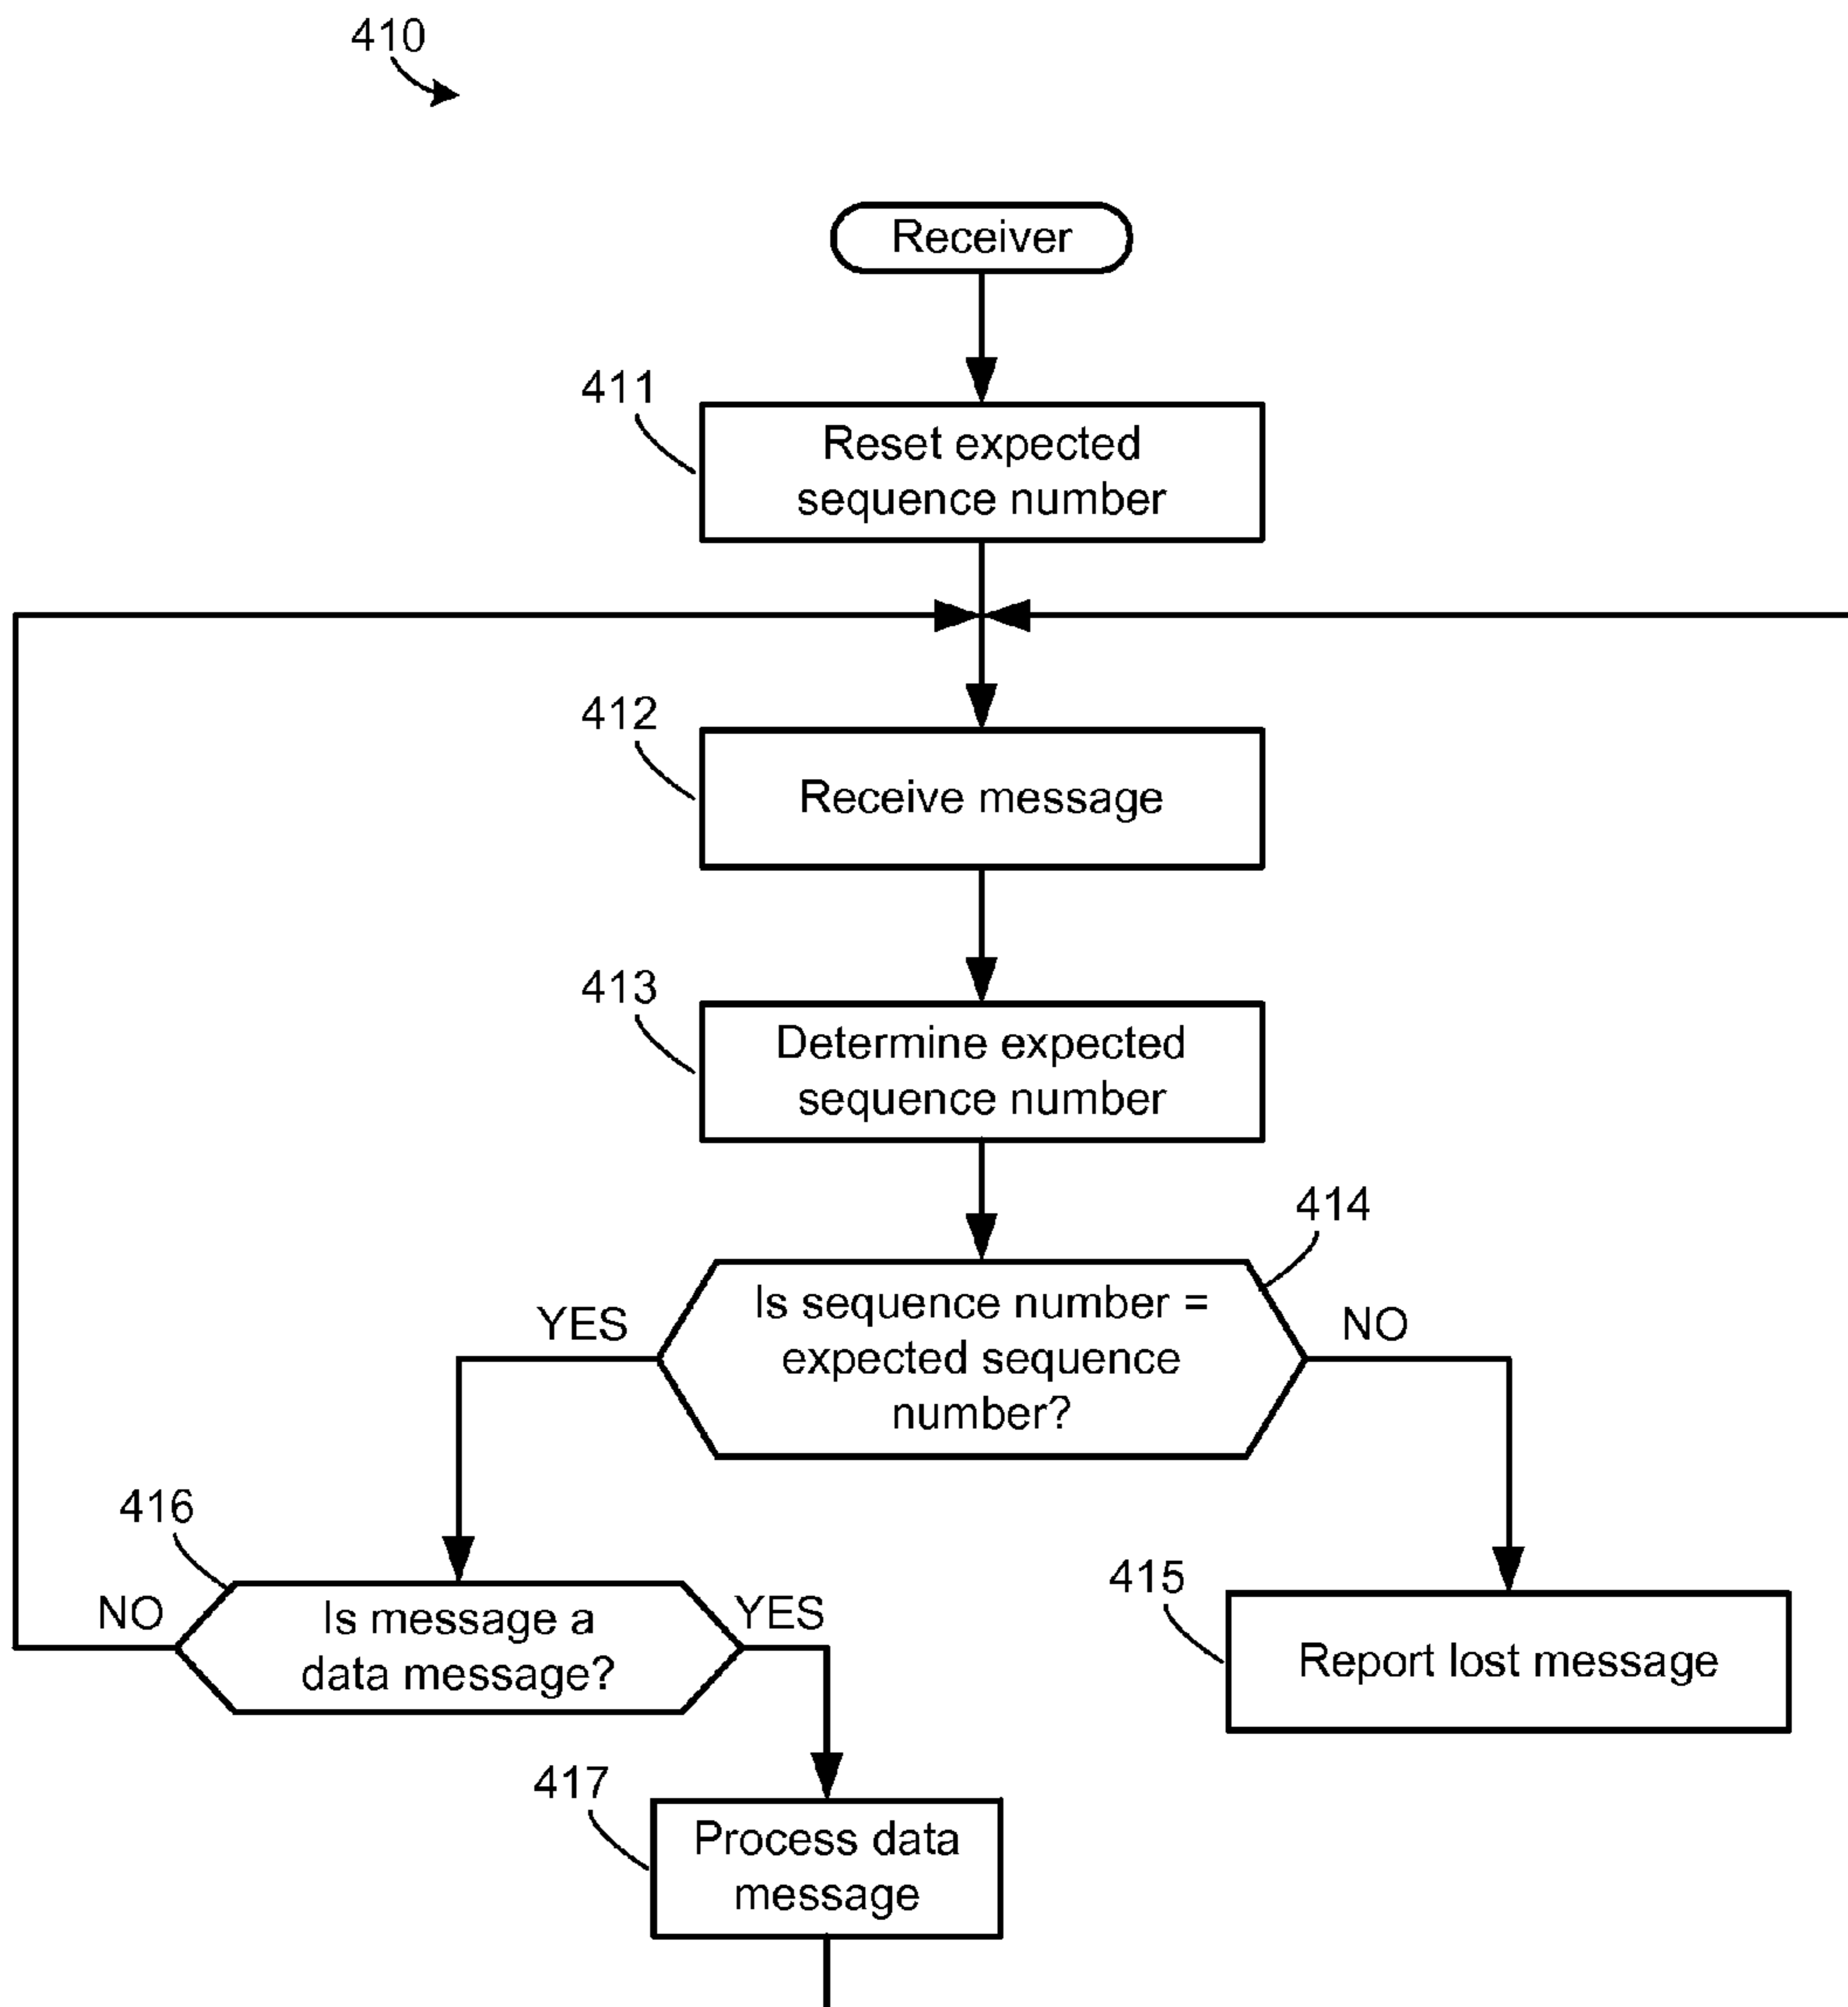 410
Receiver
411
Reset expected
sequence number
412
Receive message
413
Determine expected
sequence number
414
YES
Is sequence number =
expected sequence
number?
NO
416
NO
Is message a
data message?
YES
415
Report lost message
417
Process data
message